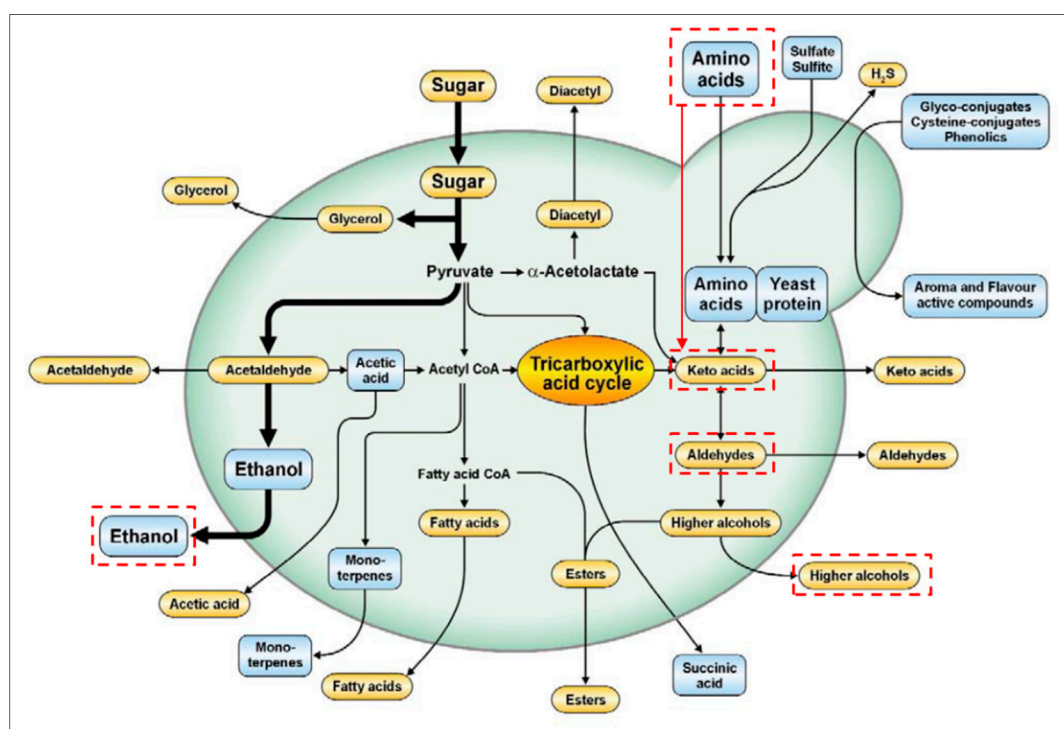 Sugar
Diacetyl
Amino
acids
Sulfate
Sulfite
H₂S
Glyco-conjugates
Cysteine-conjugates
Phenolics
Sugar
Glycerol
Glycerol
Diacetyl
Pyruvate
α-Acetolactate
Amino
acids
Yeast
protein
Aroma and Flavour
active compounds
Acetaldehyde
Acetaldehyde
Acetic
acid
Acetyl CoA
Tricarboxylic
acid cycle
Keto acids
Keto acids
Aldehydes
Aldehydes
Ethanol
Fatty acid CoA
Ethanol
Fatty acids
Higher alcohols
Mono-
terpenes
Esters
Higher alcohols
Acetic acid
Mono-
terpenes
Fatty acids
Esters
Succinic
acid